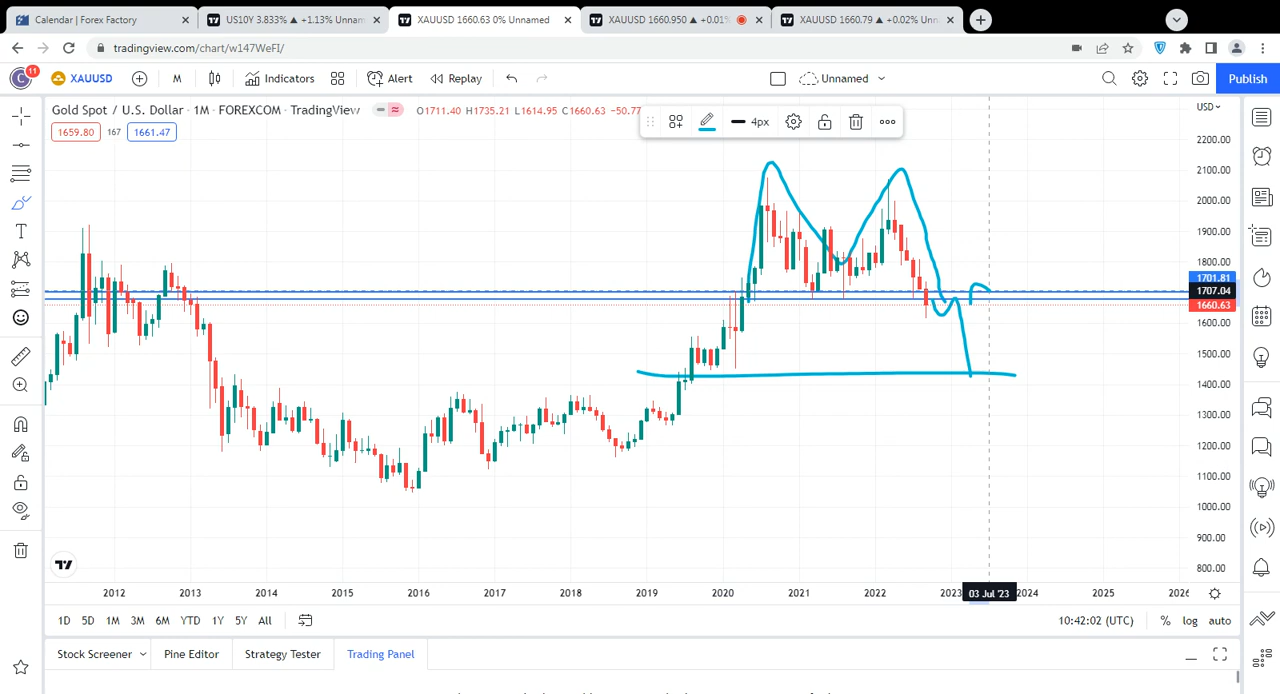 Calendar | Forex Factory
US10Y 3.833% ▲ +1.13% Unnam
XAUUSD 1660.63 0% Unnamed
XAUUSD 1660.950 ▲ +0.01%
XAUUSD 1660.79 ▲ +0.02% Unn
tradingview.com/chart/w147WeFI/
C 11 XAUUSD M Indicators Alert Replay Unnamed Publish
Gold Spot / U.S. Dollar · 1M · FOREXCOM · TradingView O1711.40 H1735.21 L1614.95 C1660.63 -50.77
1659.80 167 1661.47
4px
USD
2200.00
2100.00
2000.00
1900.00
1800.00
1701.81
1707.04
1660.63
1600.00
1500.00
1400.00
1300.00
1200.00
1100.00
1000.00
900.00
800.00
2012 2013 2014 2015 2016 2017 2018 2019 2020 2021 2022 2023 03 Jul '23 2024 2025 2026
1D 5D 1M 3M 6M YTD 1Y 5Y All 10:42:02 (UTC) % log auto
Stock Screener Pine Editor Strategy Tester Trading Panel